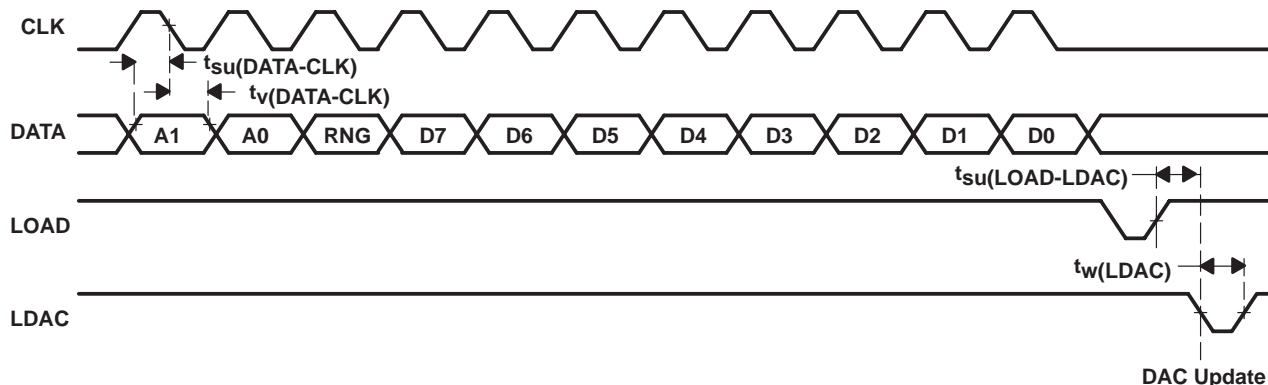 CLK
tsu(DATA-CLK)
tv(DATA-CLK)
DATA A1 A0 RNG D7 D6 D5 D4 D3 D2 D1 D0
tsu(LOAD-LDAC)
LOAD
tw(LDAC)
LDAC
DAC Update